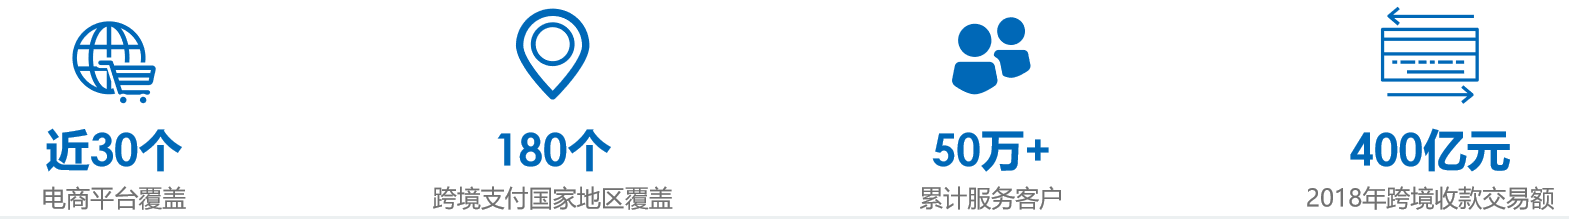 近30个
电商平台覆盖
180个
跨境支付国家地区覆盖
50万+
累计服务客户
400亿元
2018年跨境收款交易额